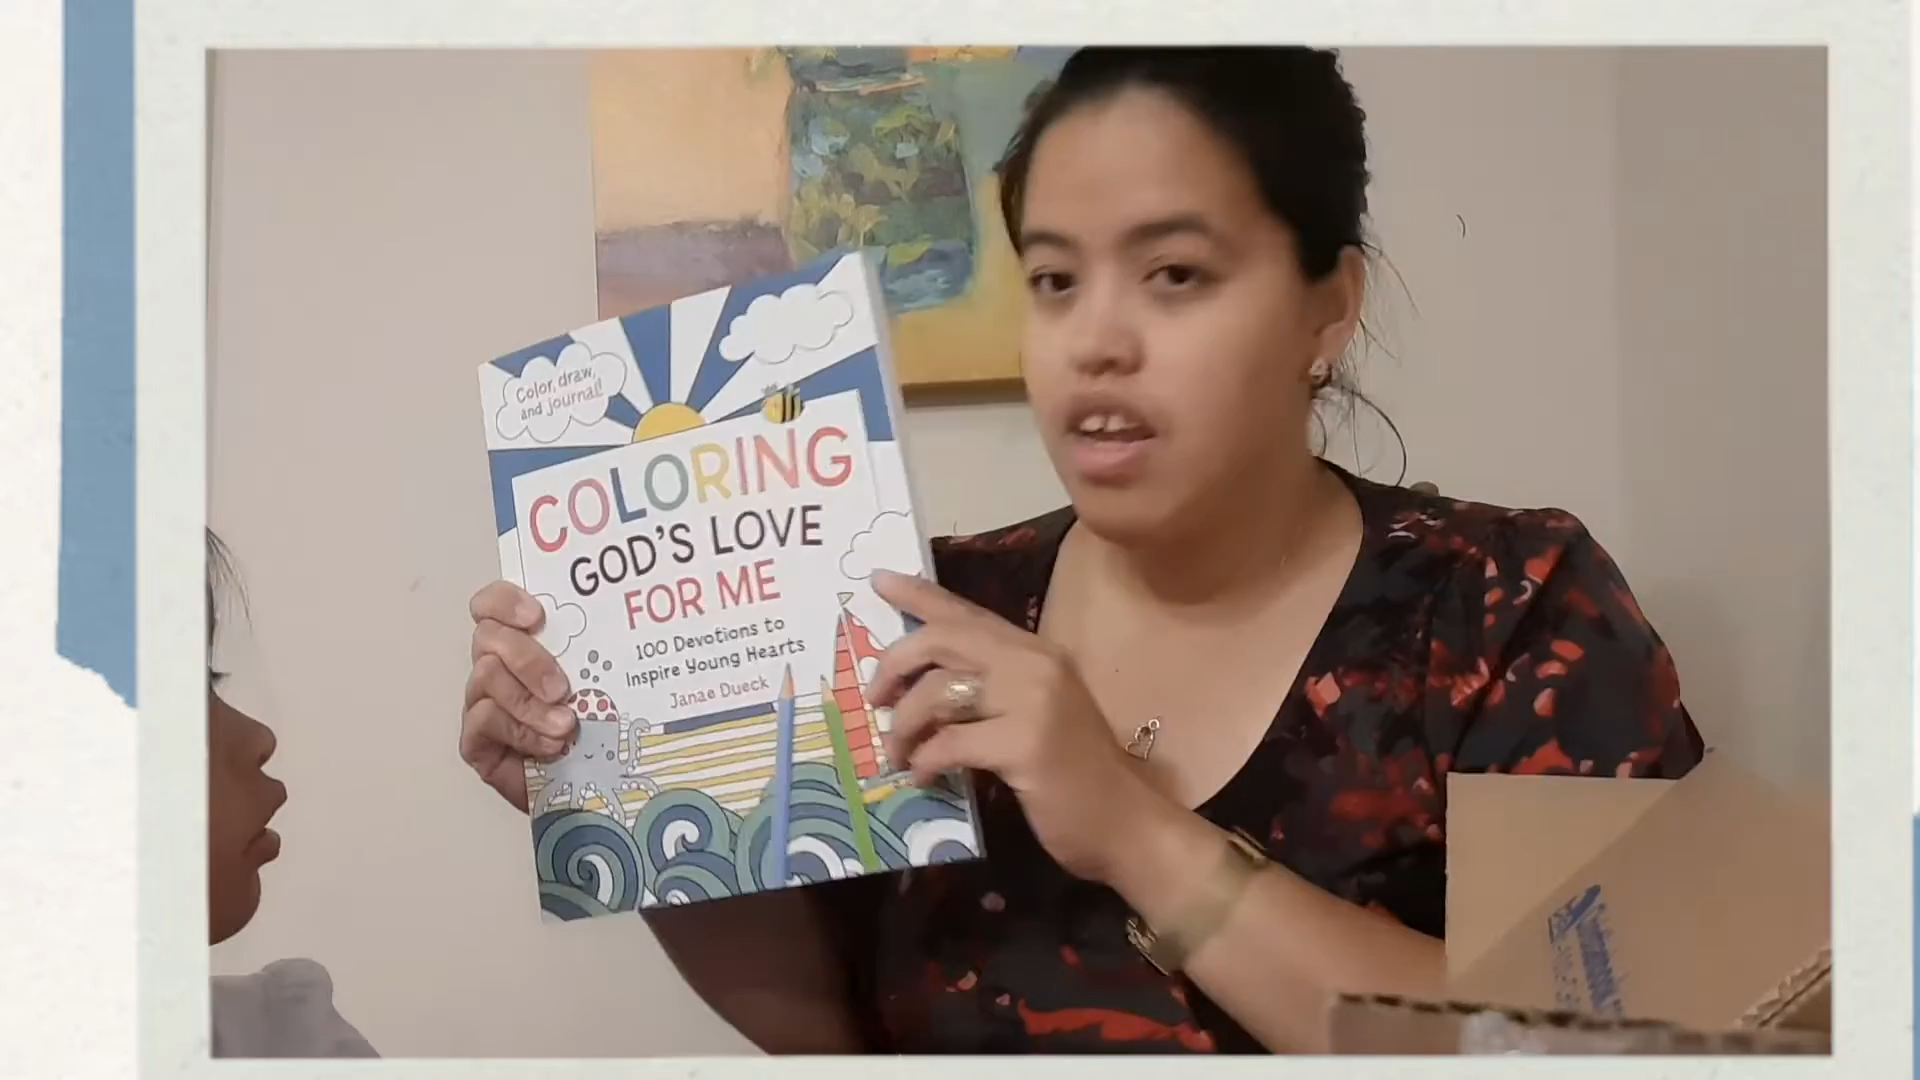 Color, draw,
and journal!
COLORING
GOD'S LOVE
FOR ME
100 Devotions to
Inspire Young Hearts
Janae Dueck